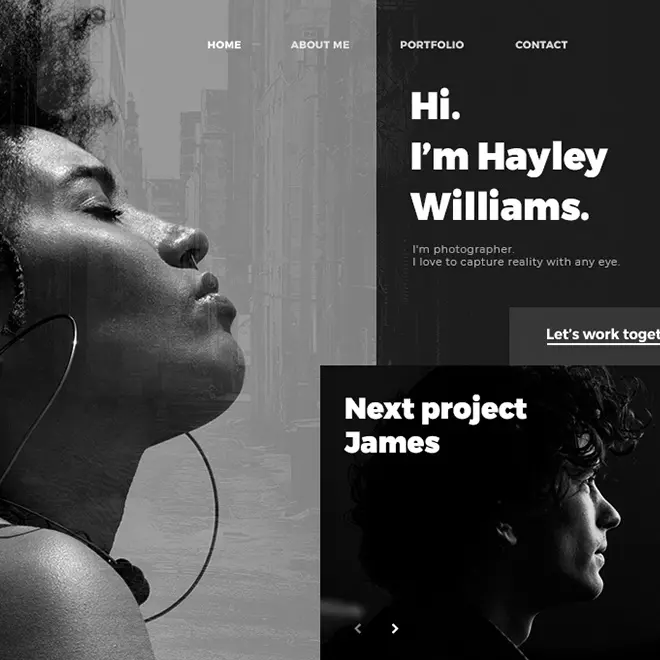 HOME ABOUT ME PORTFOLIO CONTACT
Hi.
I'm Hayley
Williams.
I'm photographer.
I love to capture reality with any eye.
Let's work toget
Next project
James